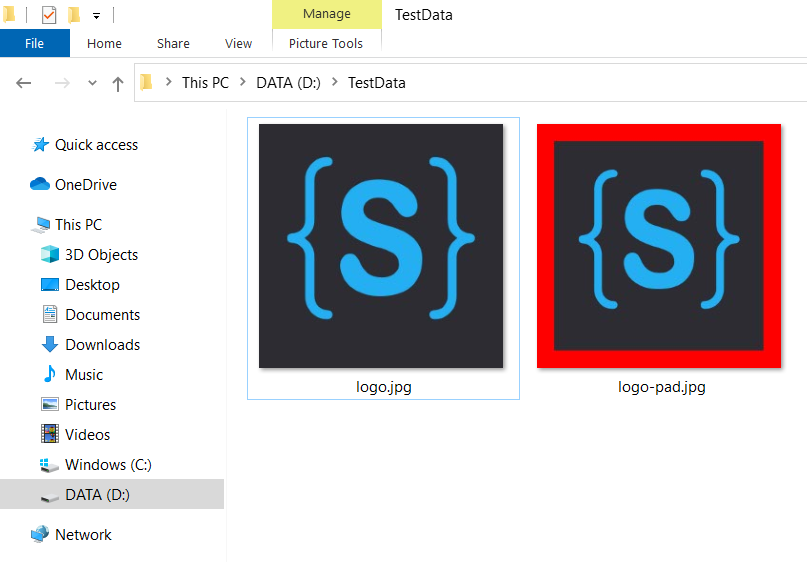 Manage
TestData
File
Home
Share
View
Picture Tools
This PC
DATA (D:)
TestData
Quick access
OneDrive
This PC
3D Objects
Desktop
Documents
Downloads
Music
Pictures
Videos
Windows (C:)
DATA (D:)
Network
{S}
{S}
logo.jpg
logo-pad.jpg